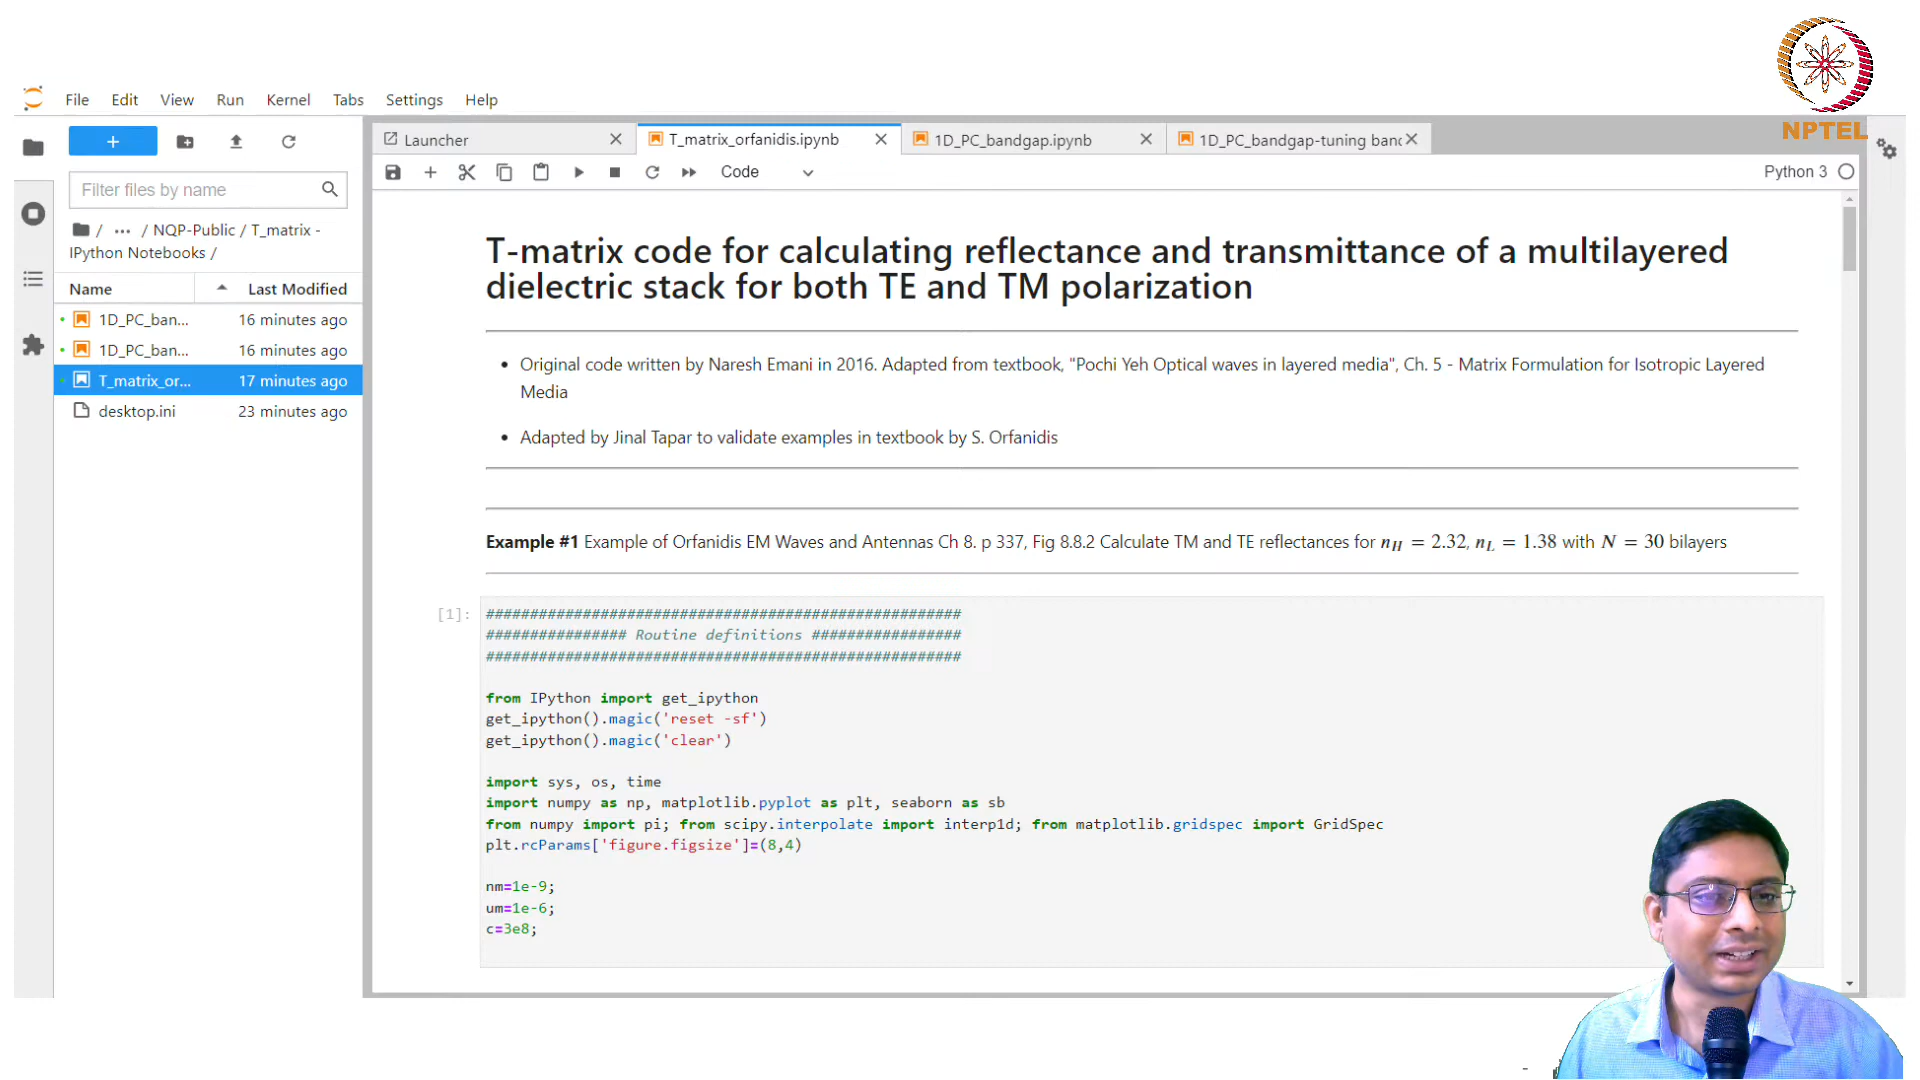 NPTEL
File Edit View Run Kernel Tabs Settings Help
Launcher
T_matrix_orfanidis.ipynb
1D_PC_bandgap.ipynb
1D_PC_bandgap-tuning banc
Code
Python 3
Filter files by name
/ ... / NQP-Public / T_matrix -
IPython Notebooks /
Name Last Modified
1D_PC_ban... 16 minutes ago
1D_PC_ban... 16 minutes ago
T_matrix_or... 17 minutes ago
desktop.ini 23 minutes ago
T-matrix code for calculating reflectance and transmittance of a multilayered
dielectric stack for both TE and TM polarization
• Original code written by Naresh Emani in 2016. Adapted from textbook, "Pochi Yeh Optical waves in layered media", Ch. 5 - Matrix Formulation for Isotropic Layered
Media
• Adapted by Jinal Tapar to validate examples in textbook by S. Orfanidis
Example #1 Example of Orfanidis EM Waves and Antennas Ch 8. p 337, Fig 8.8.2 Calculate TM and TE reflectances for n_H = 2.32, n_L = 1.38 with N = 30 bilayers
[1]:
######################################################
################ Routine definitions #################
######################################################
from IPython import get_ipython
get_ipython().magic('reset -sf')
get_ipython().magic('clear')
import sys, os, time
import numpy as np, matplotlib.pyplot as plt, seaborn as sb
from numpy import pi; from scipy.interpolate import interp1d; from matplotlib.gridspec import GridSpec
plt.rcParams['figure.figsize']=(8,4)
nm=1e-9;
um=1e-6;
c=3e8;